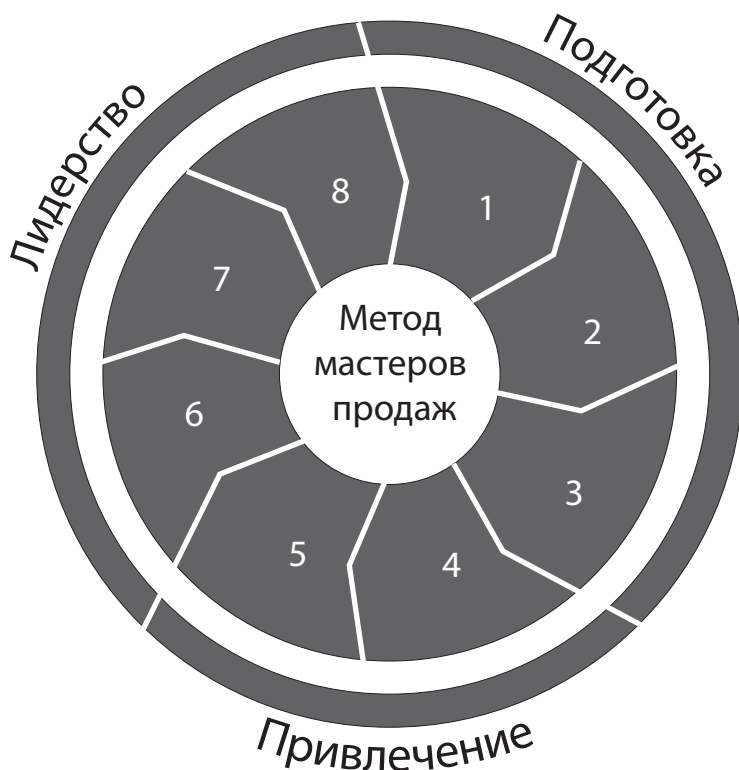 Подготовка
Привлечение
Лидерство
1
2
3
4
5
6
7
8
Метод
мастеров
продаж